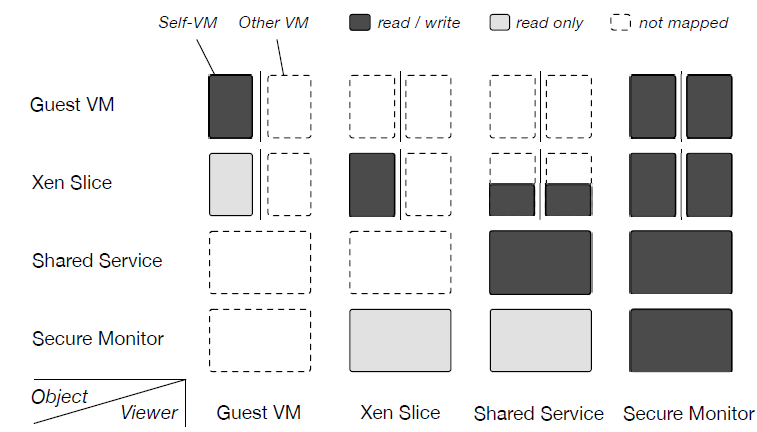 Self-VM Other VM read / write read only not mapped
Guest VM
Xen Slice
Shared Service
Secure Monitor
Object
Viewer
Guest VM Xen Slice Shared Service Secure Monitor